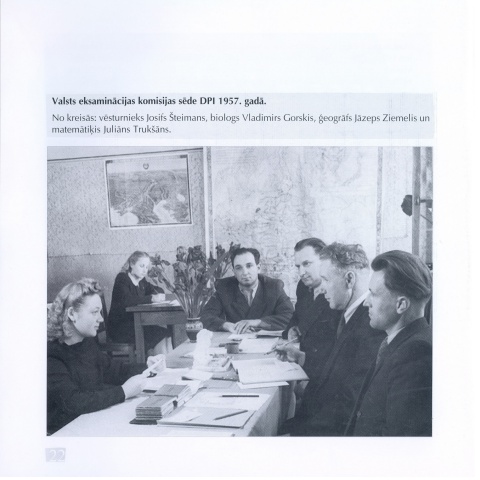 Valsts eksaminācijas komisijas sēde DPI 1957. gadā.
No kreisās: vēsturnieks Josifs Šteimans, biologs Vladimirs Gorskis, ģeogrāfs Jāzeps Ziemelis un
matemātiķis Juliāns Trukšāns.
22